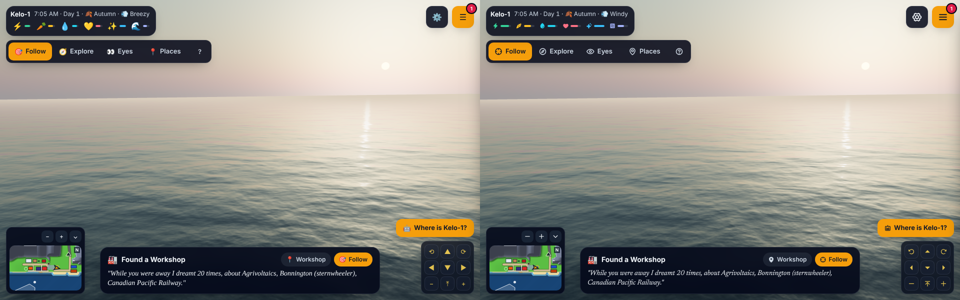 Kelo-1 7:05 AM · Day 1 · Autumn · Breezy
1
Follow Explore Eyes Places ?
Where is Kelo-1?
N
Found a Workshop Workshop Follow
"While you were away I dreamt 20 times, about Agrivoltaics, Bonnington (sternwheeler),
Canadian Pacific Railway."
Kelo-1 7:05 AM · Day 1 · Autumn · Windy
1
Follow Explore Eyes Places ?
Where is Kelo-1?
N
Found a Workshop Workshop Follow
"While you were away I dreamt 20 times, about Agrivoltaics, Bonnington (sternwheeler),
Canadian Pacific Railway."